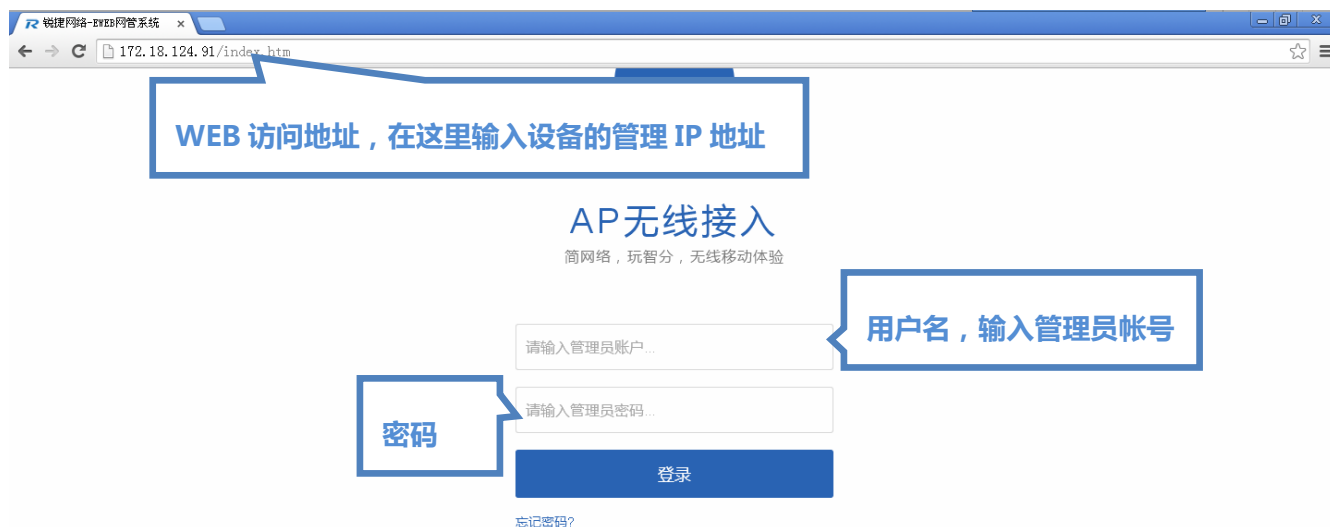 锐捷网络-EWEB网管系统
172.18.124.91/index.htm
WEB 访问地址，在这里输入设备的管理 IP 地址
AP无线接入
简网络，玩智分，无线移动体验
用户名，输入管理员帐号
请输入管理员账户...
密码
请输入管理员密码...
登录
忘记密码?